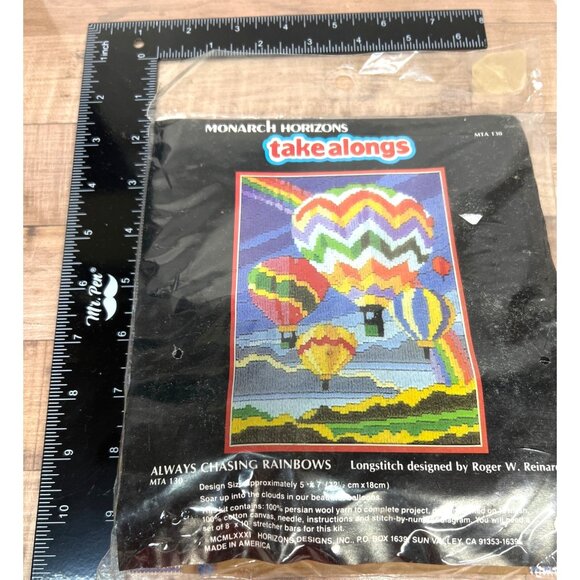 1 inch
Mr. Pen®
MONARCH HORIZONS
take alongs
MTA 130
ALWAYS CHASING RAINBOWS Longstitch designed by Roger W. Reinar
MTA 130
Design Size approximately 5 x 7 cm x 18cm)
Soar up into the clouds in our beautiful balloons.
kit contains: 100% persian wool yarn to complete project, on
100% cotton canvas, needle, instructions and stitch-by-number diagram. You will need a
set of 8 x 10 stretcher bars for this kit.
MCMLXXXI HORIZONS DESIGNS, INC., P.O. BOX 1639, SUN VALLEY, CA 91353-1639
MADE IN AMERICA